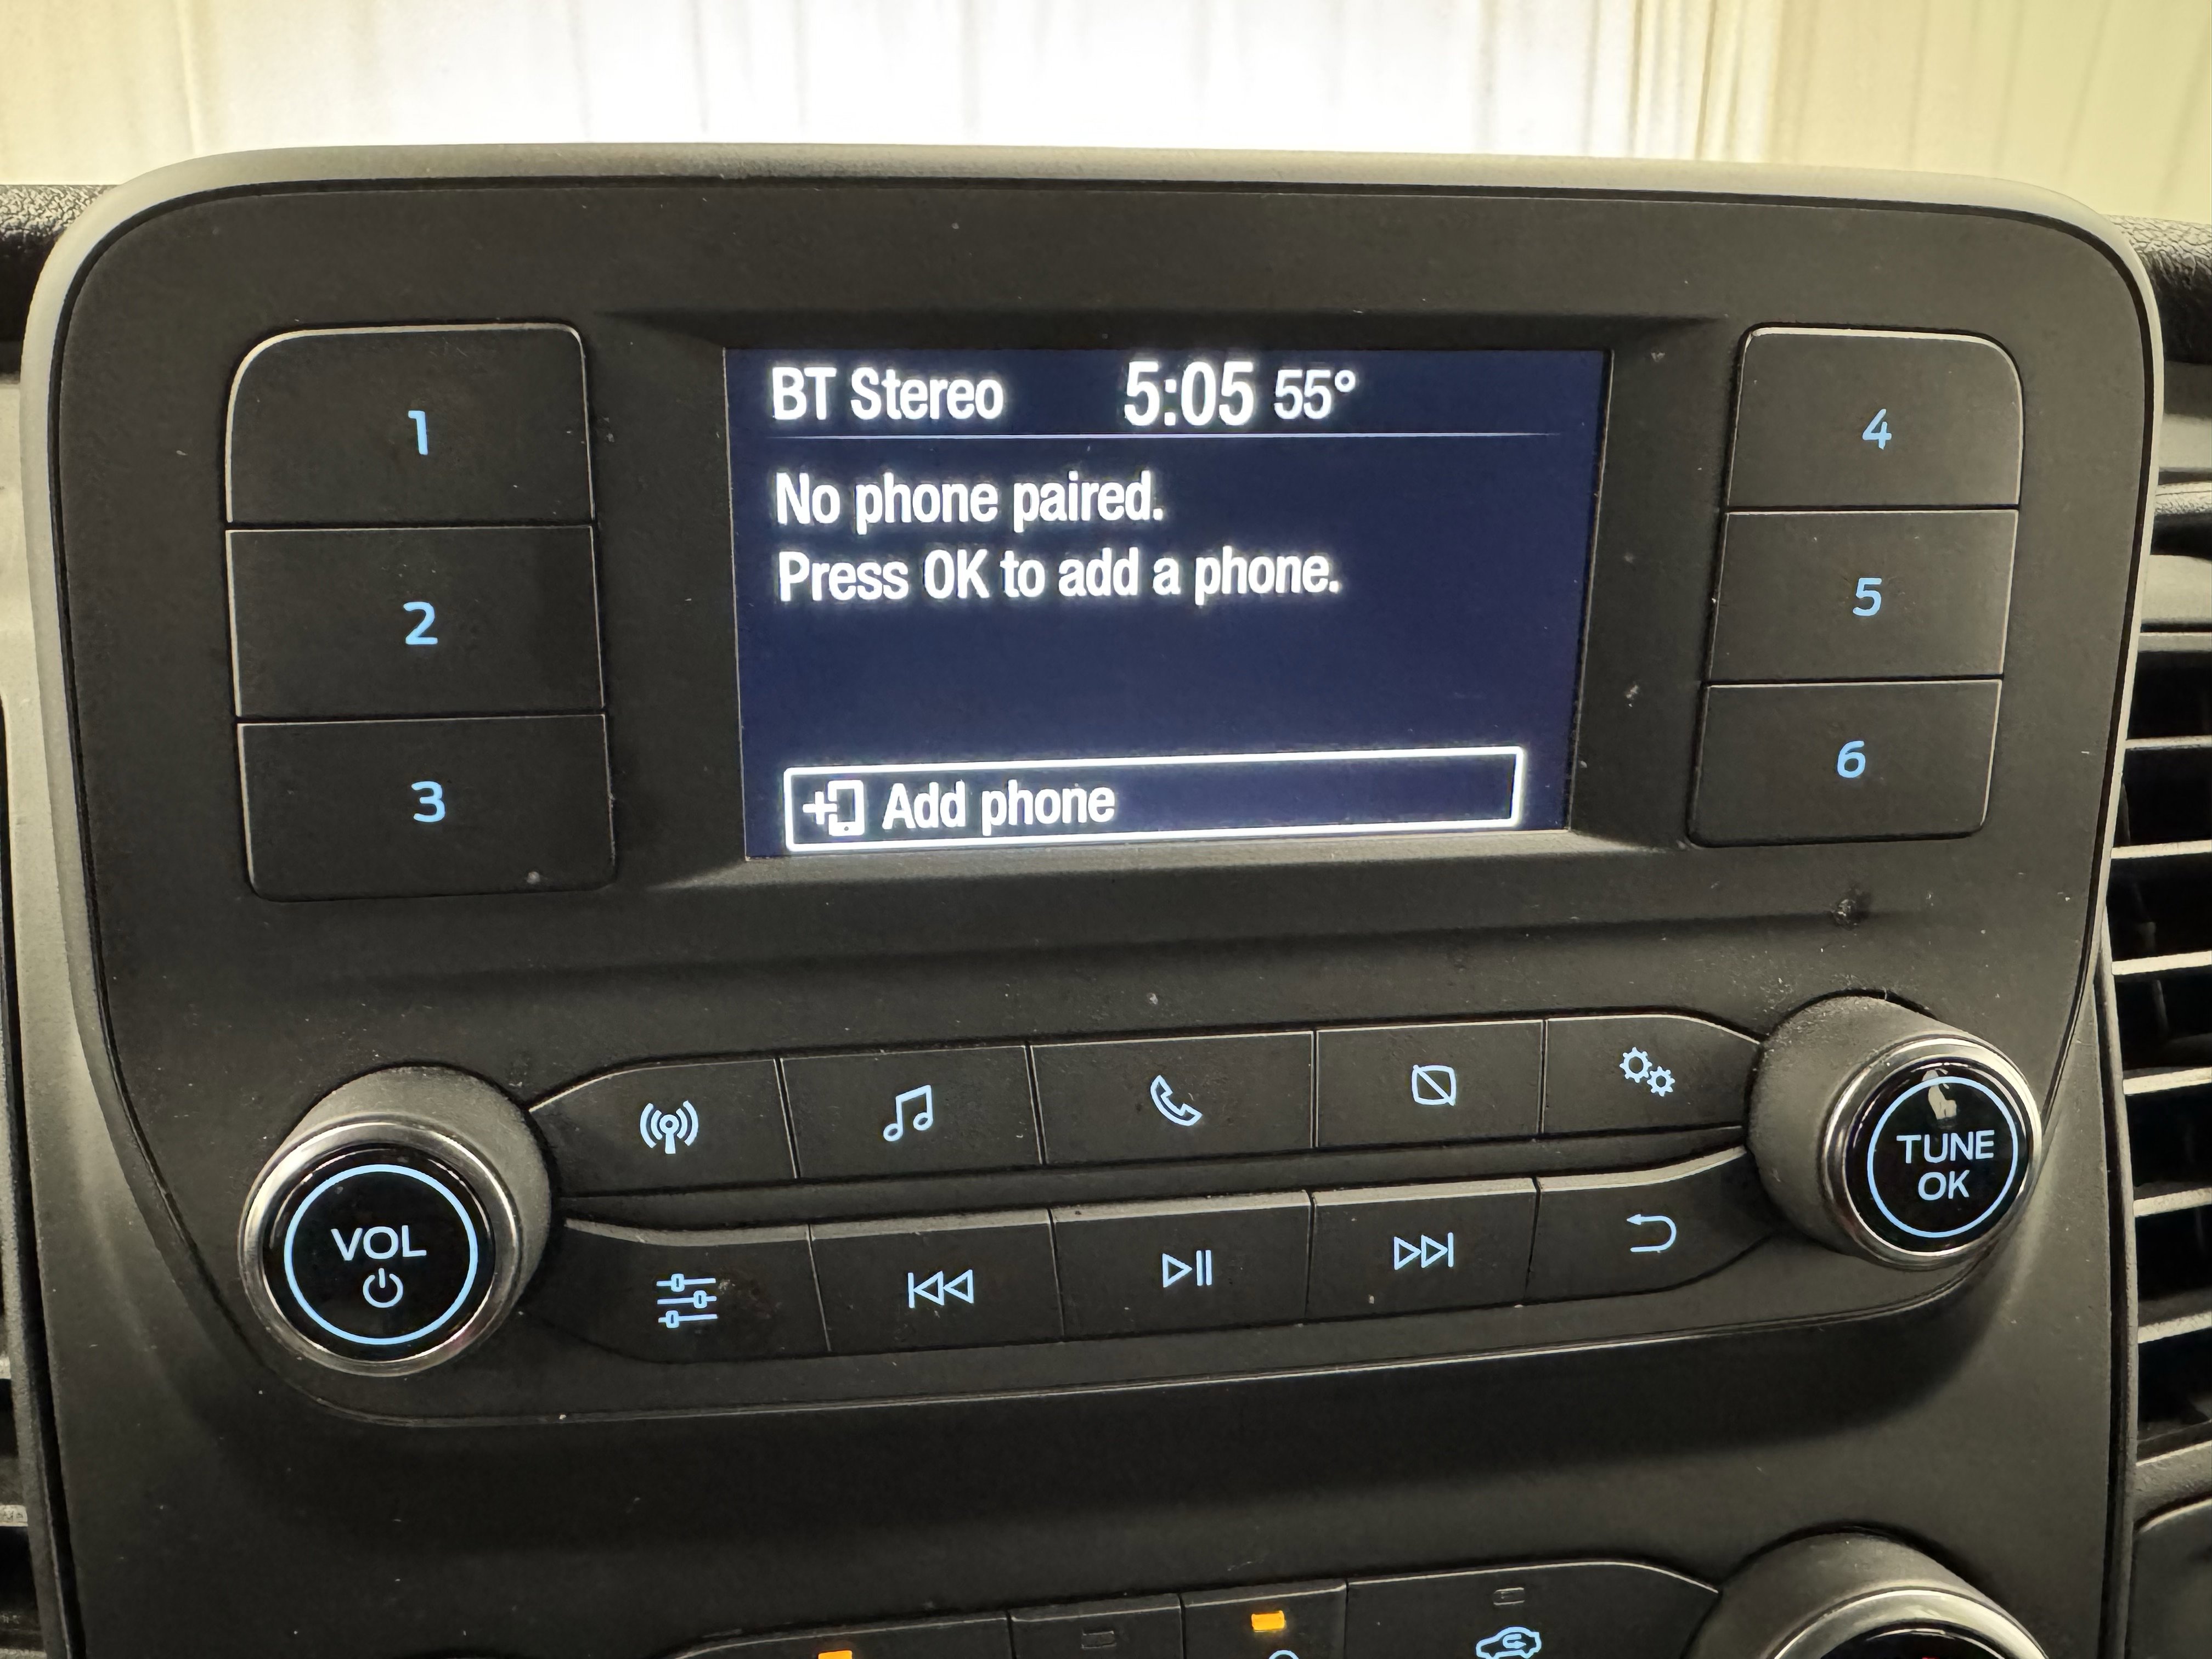 BT Stereo 5:05 55°
No phone paired.
Press OK to add a phone.
Add phone
1
2
3
4
5
6
VOL
TUNE
OK